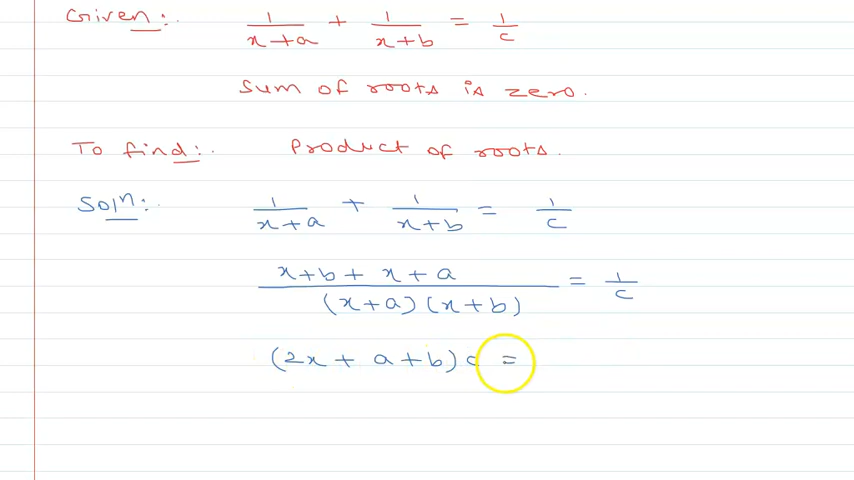 Given:. 1/(x+a) + 1/(x+b) = 1/c
Sum of roots is zero.
To find:. Product of roots.
Solⁿ: 1/(x+a) + 1/(x+b) = 1/c
(x+b+x+a)/((x+a)(x+b)) = 1/c
(2x+a+b)c =